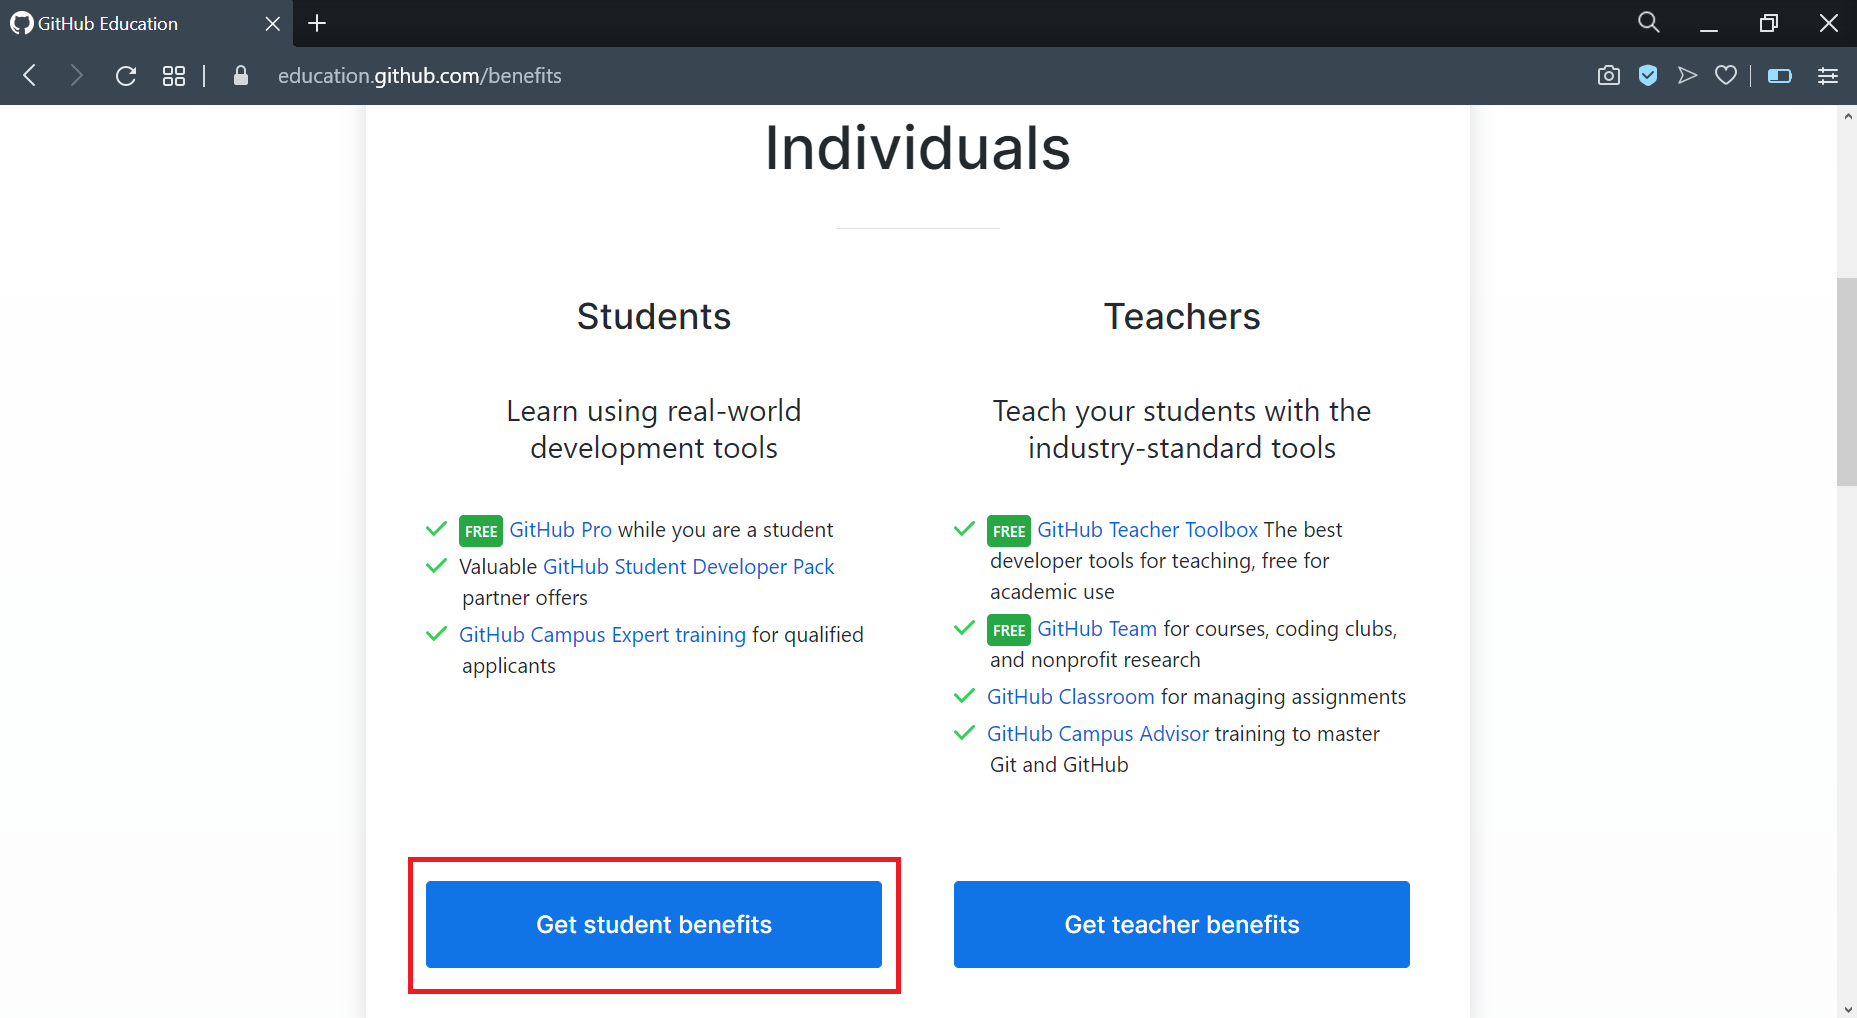 GitHub Education
education.github.com/benefits
Individuals
Students
Learn using real-world
development tools
FREE GitHub Pro while you are a student
Valuable GitHub Student Developer Pack
partner offers
GitHub Campus Expert training for qualified
applicants
Get student benefits
Teachers
Teach your students with the
industry-standard tools
FREE GitHub Teacher Toolbox The best
developer tools for teaching, free for
academic use
FREE GitHub Team for courses, coding clubs,
and nonprofit research
GitHub Classroom for managing assignments
GitHub Campus Advisor training to master
Git and GitHub
Get teacher benefits